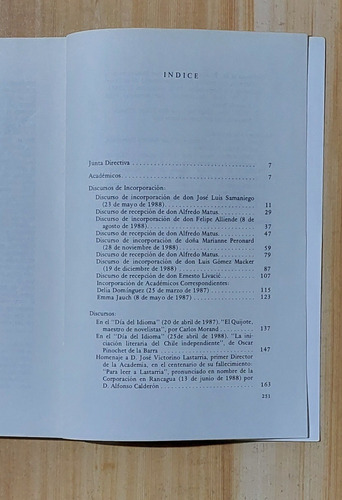 INDICE
Junta Directiva . . . . . . . . . . . . . . . . . . . . . . . . 7
Académicos . . . . . . . . . . . . . . . . . . . . . . . . . . 7
Discursos de Incorporación:
Discurso de incorporación de don José Luis Samaniego
(23 de mayo de 1988) . . . . . . . . . . . . . . . . . . 11
Discurso de recepción de don Alfredo Matus . . . . . . 29
Discurso de incorporación de don Felipe Alliende (8 de
agosto de 1988) . . . . . . . . . . . . . . . . . . . . . 37
Discurso de recepción de don Alfredo Matus . . . . . . 47
Discurso de incorporación de doña Marianne Peronard
(28 de noviembre de 1988) . . . . . . . . . . . . . . . 59
Discurso de recepción de don Alfredo Matus . . . . . . 79
Discurso de incorporación de don Luis Gómez Macker
(19 de diciembre de 1988) . . . . . . . . . . . . . . . 87
Discurso de recepción de don Ernesto Livacić . . . . . 107
Incorporación de Académicos Correspondientes:
Delia Domínguez (25 de marzo de 1987) . . . . . . . . 115
Emma Jauch (8 de mayo de 1987) . . . . . . . . . . . . 123
Discursos:
En el "Día del Idioma" (20 de abril de 1987). "El Quijote,
maestro de novelistas", por Carlos Morand . . . . . . 137
En el "Día del Idioma" (25 de abril de 1988). "La ini-
ciación literaria del Chile independiente", de Oscar
Pinochet de la Barra . . . . . . . . . . . . . . . . . . 147
Homenaje a D. José Victorino Lastarria, primer Director
de la Academia, en el centenario de su fallecimiento:
"Para leer a Lastarria", pronunciado en nombre de la
Corporación en Rancagua (13 de junio de 1988) por
D. Alfonso Calderón . . . . . . . . . . . . . . . . . . 163
221